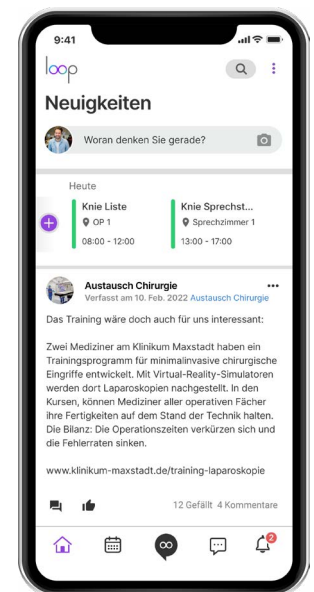 9:41
loop
Neuigkeiten
Woran denken Sie gerade?
Heute
Knie Liste
OP 1
08:00 - 12:00
Knie Sprechst...
Sprechzimmer 1
13:00 - 17:00
Austausch Chirurgie
Verfasst am 10. Feb. 2022 Austausch Chirurgie
Das Training wäre doch auch für uns interessant:
Zwei Mediziner am Klinikum Maxstadt haben ein
Trainingsprogramm für minimalinvasive chirurgische
Eingriffe entwickelt. Mit Virtual-Reality-Simulatoren
werden dort Laparoskopien nachgestellt. In den
Kursen, können Mediziner aller operativen Fächer
ihre Fertigkeiten auf dem Stand der Technik halten.
Die Bilanz: Die Operationszeiten verkürzen sich und
die Fehlerraten sinken.
www.klinikum-maxstadt.de/training-laparoskopie
12 Gefällt 4 Kommentare
2